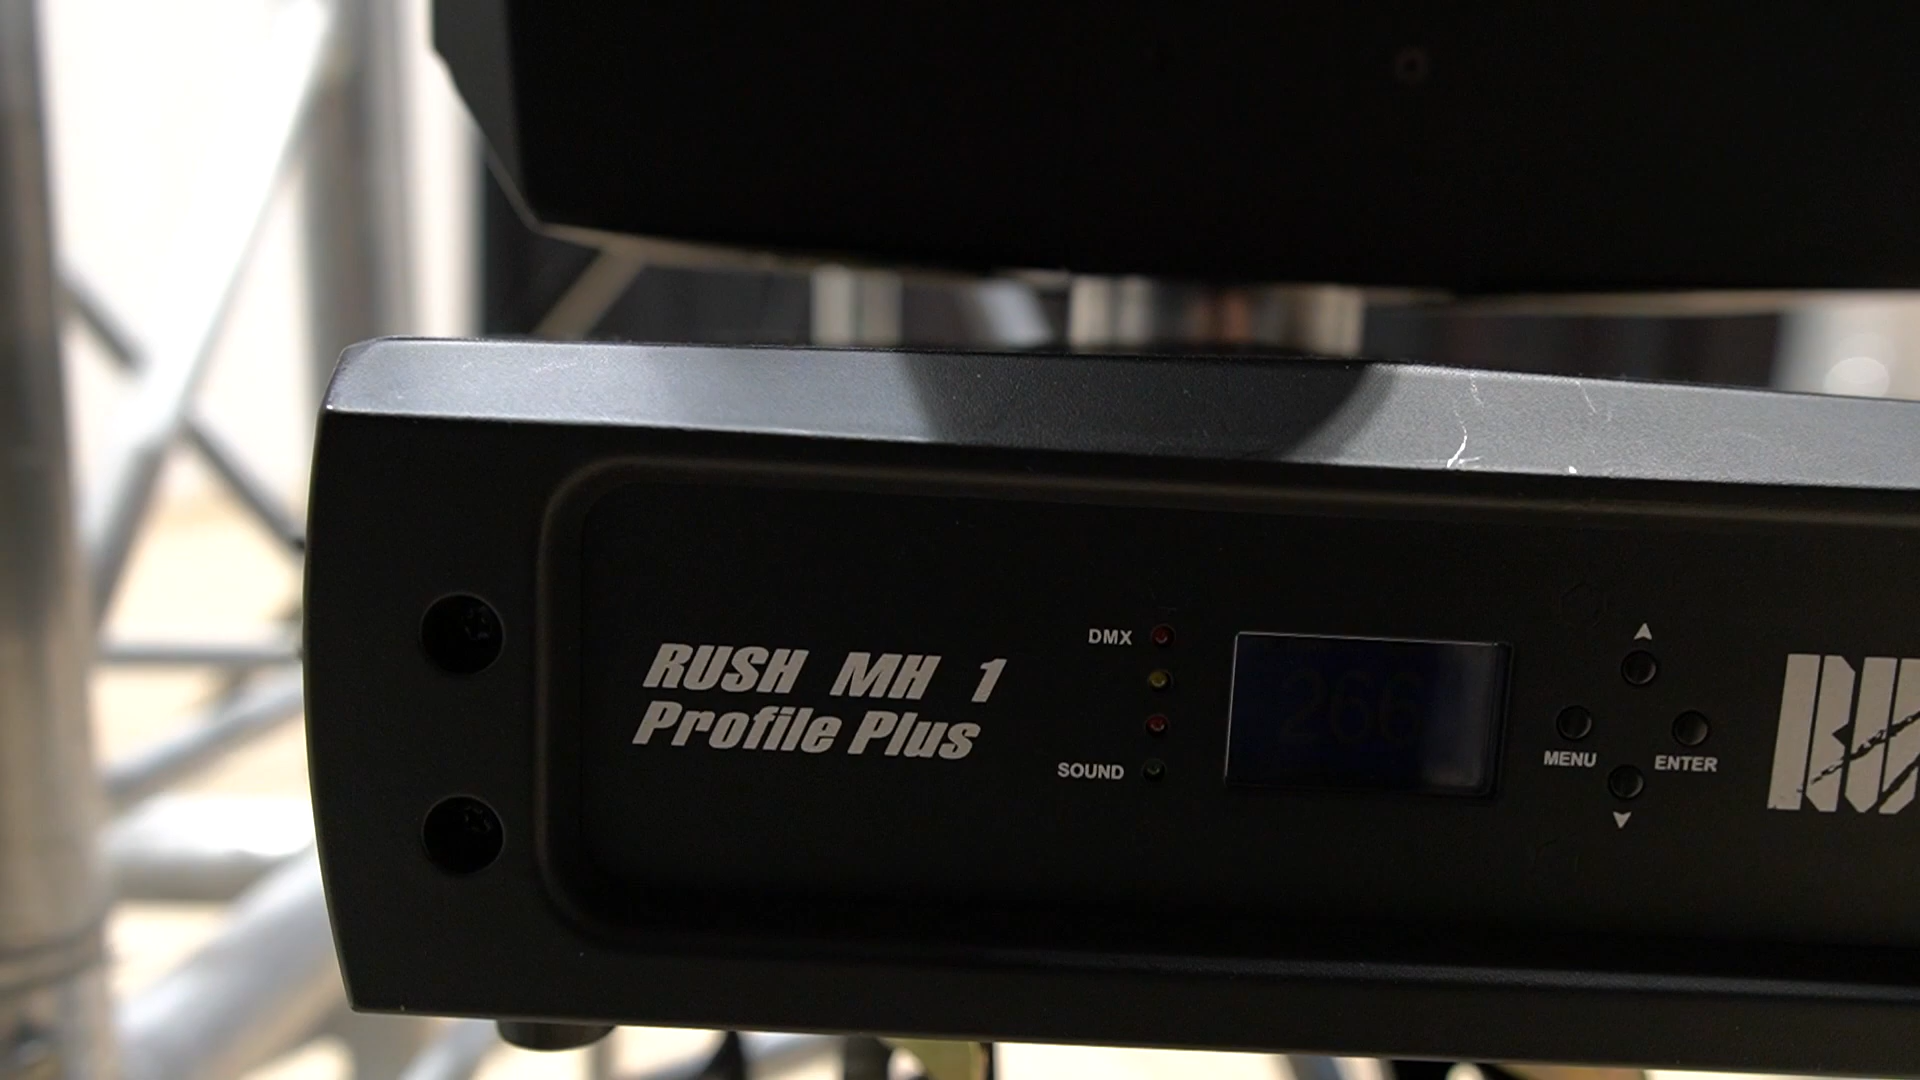 RUSH MH 1
Profile Plus
DMX
SOUND
266
MENU
ENTER